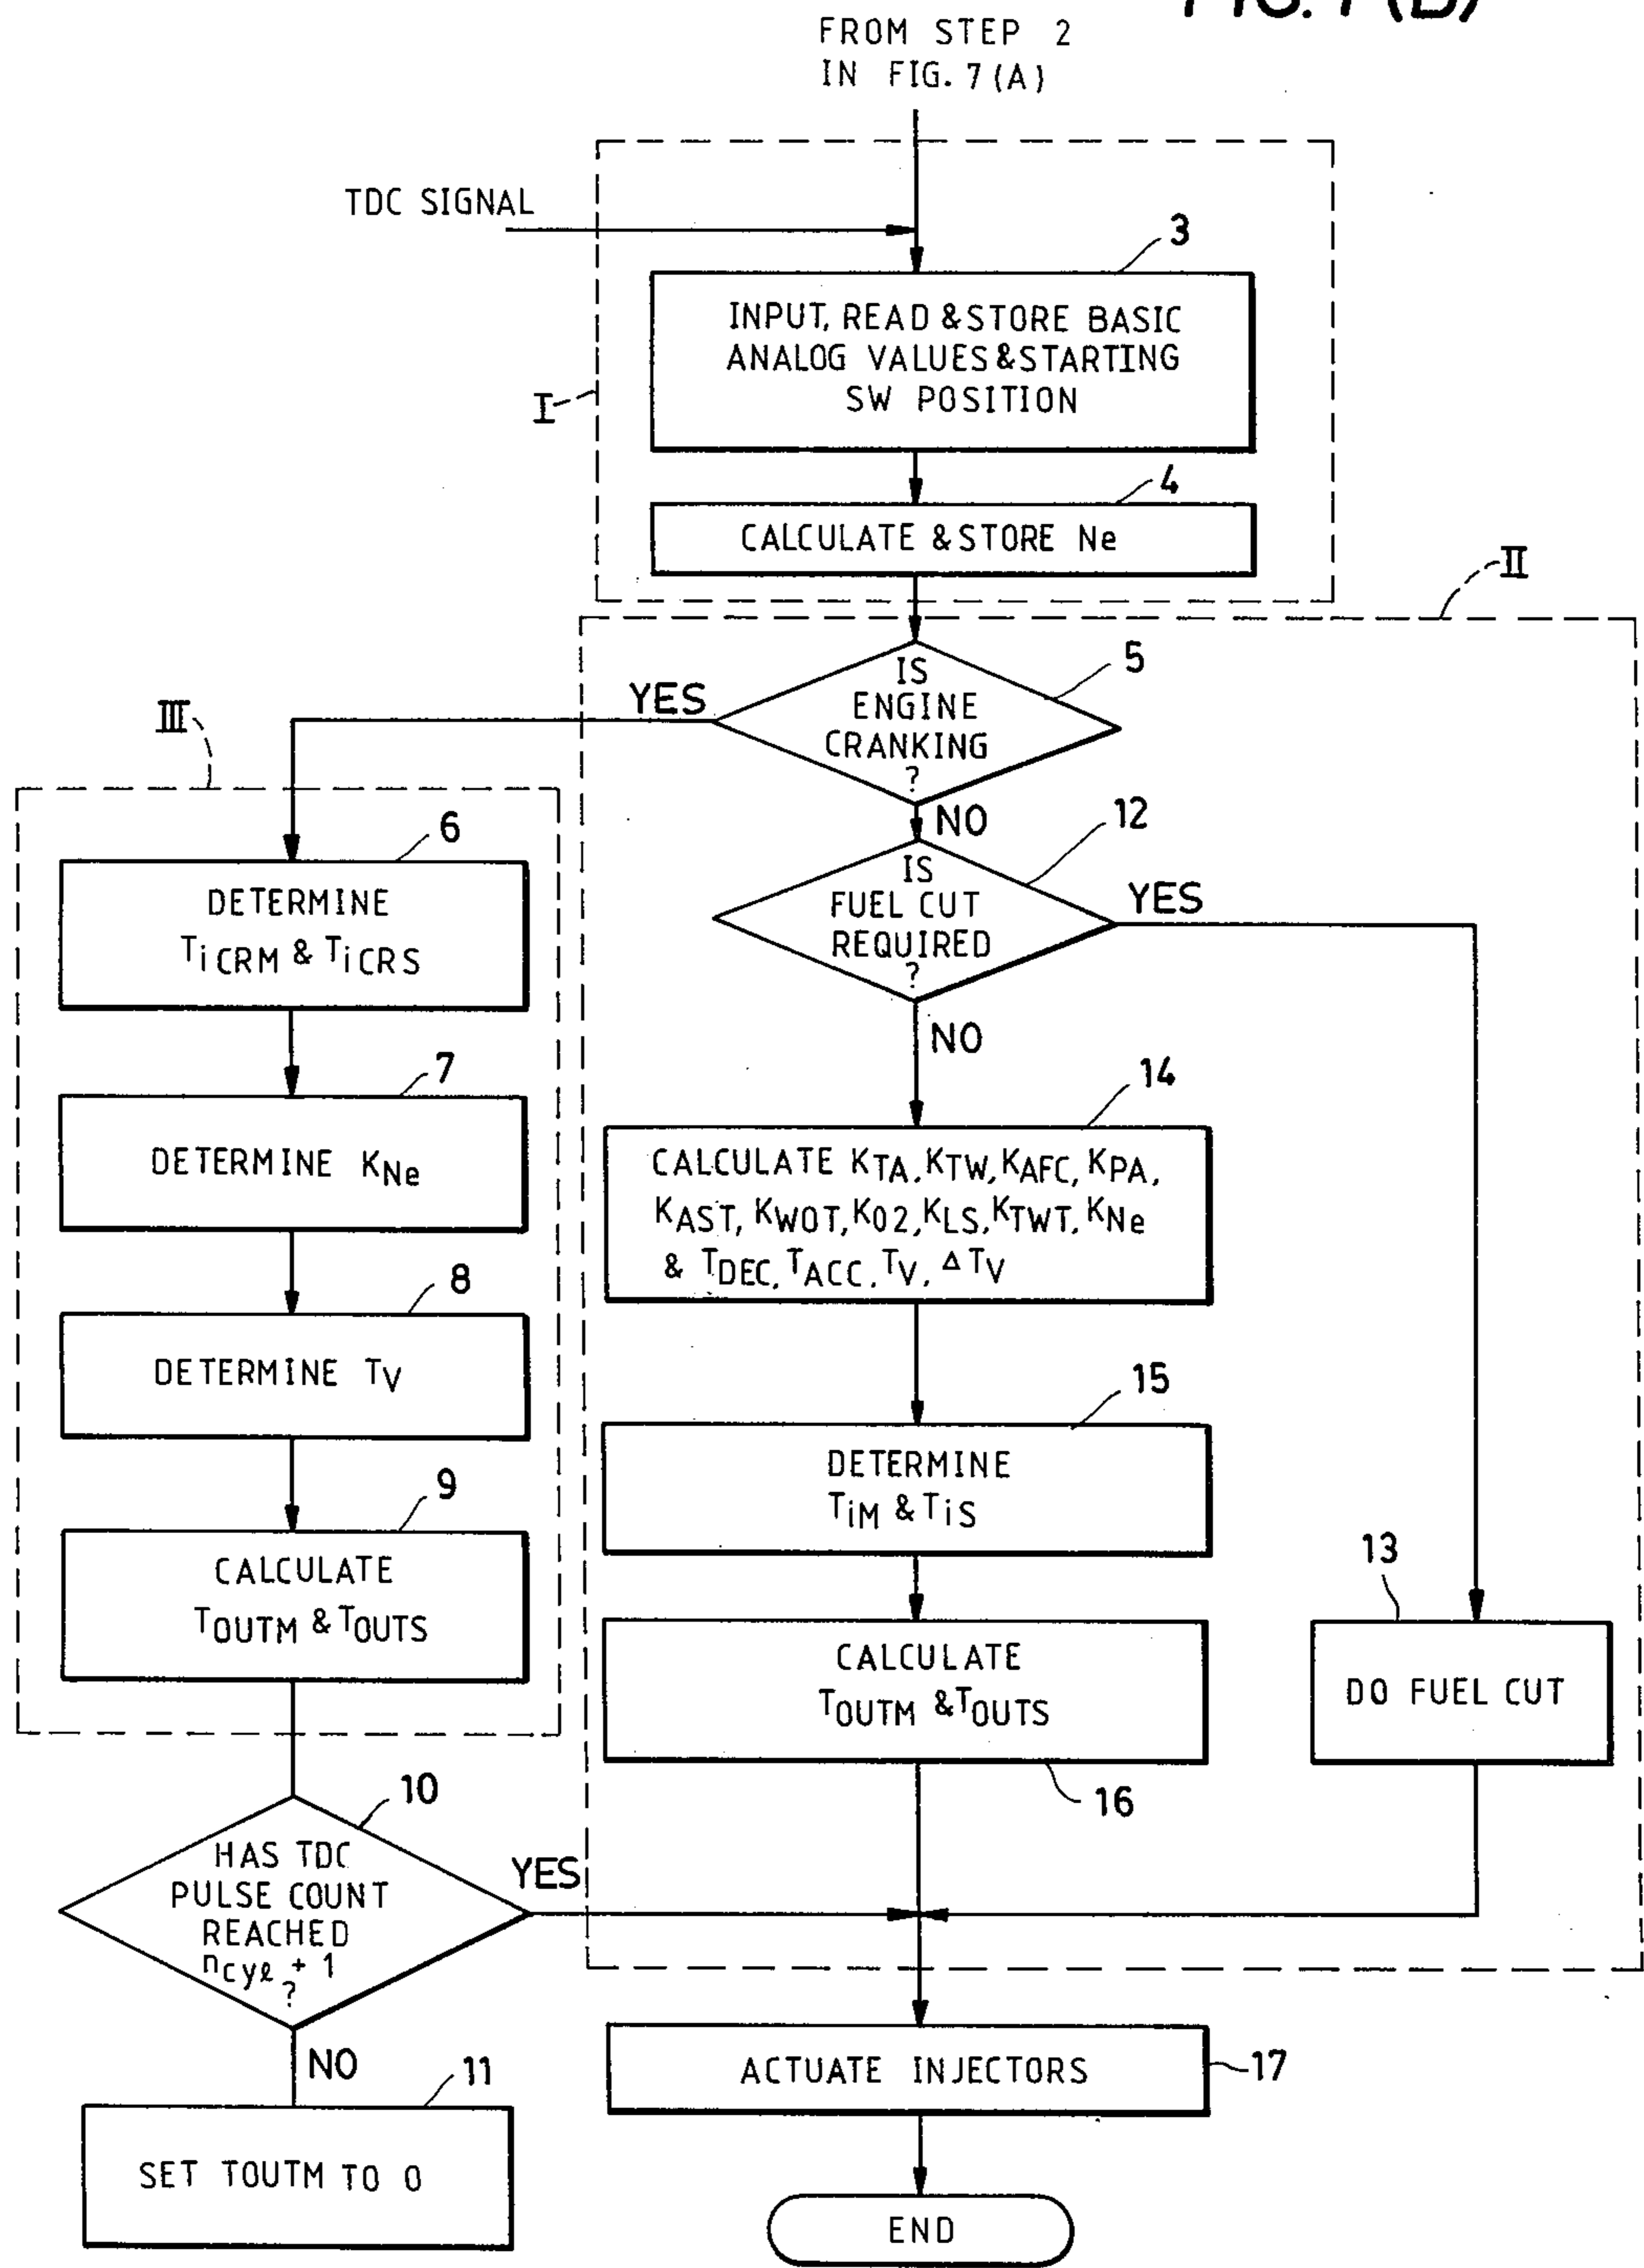 FIG. 7 (B)
FROM STEP 2
IN FIG. 7 (A)
TDC SIGNAL
3
INPUT, READ & STORE BASIC
ANALOG VALUES & STARTING
SW POSITION
I
4
CALCULATE & STORE Ne
II
5
IS
ENGINE
CRANKING
?
YES
NO
III
12
IS
FUEL CUT
REQUIRED
?
YES
NO
6
DETERMINE
TiCRM & TiCRS
7
DETERMINE KNe
8
DETERMINE TV
9
CALCULATE
TOUTM & TOUTS
14
CALCULATE KTA, KTW, KAFC, KPA,
KAST, KWOT, KO2, KLS, KTWT, KNe
& TDEC, TACC, TV, ΔTV
15
DETERMINE
TiM & TiS
CALCULATE
TOUTM & TOUTS
16
13
DO FUEL CUT
10
HAS TDC
PULSE COUNT
REACHED
ncyℓ + 1
?
YES
NO
11
SET TOUTM TO 0
ACTUATE INJECTORS
17
END